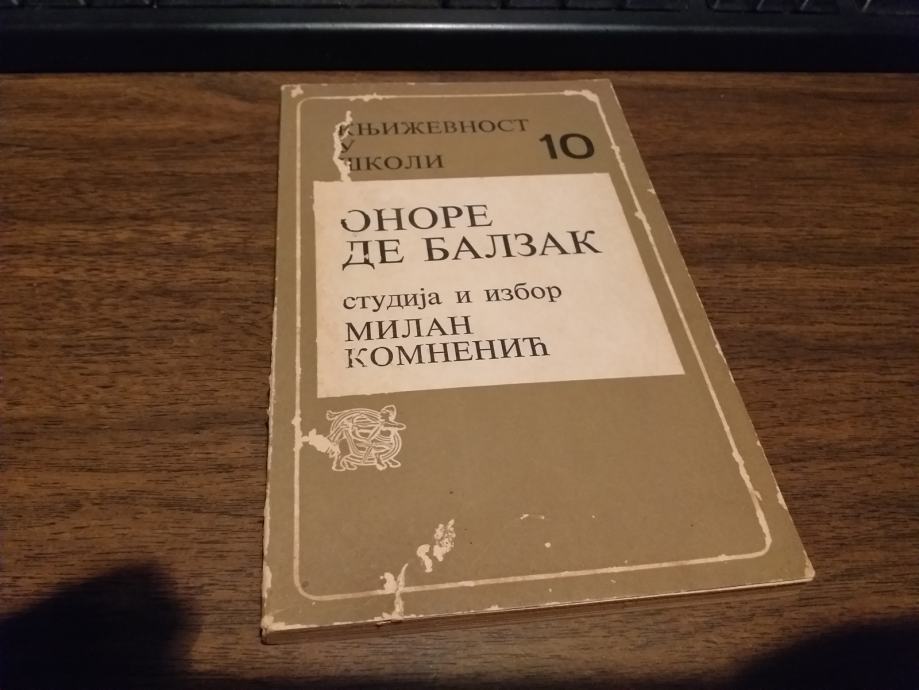 КЊИЖЕВНОСТ
У
ШКОЛИ
10
ОНОРЕ
ДЕ БАЛЗАК
студија и избор
МИЛАН
КОМНЕНИЋ